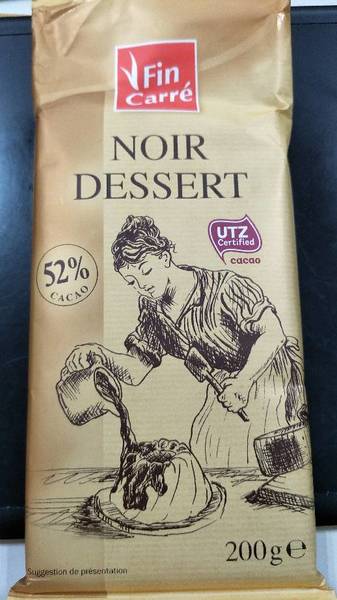 Fin
Carré
NOIR
DESSERT
UTZ
Certified
cacao
52%
CACAO
200g℮
Suggestion de présentation